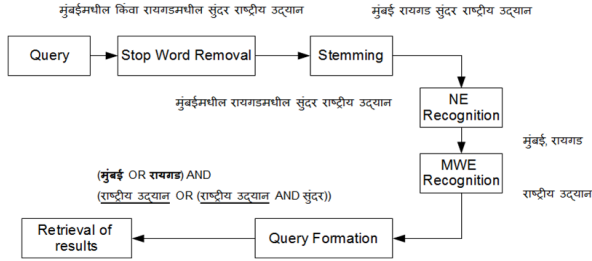 मुंबईमधील किंवा रायगडमधील सुंदर राष्ट्रीय उद्यान
मुंबई रायगड सुंदर राष्ट्रीय उद्यान
Query
Stop Word Removal
Stemming
मुंबईमधील रायगडमधील सुंदर राष्ट्रीय उद्यान
NE
Recognition
मुंबई, रायगड
MWE
Recognition
राष्ट्रीय उद्यान
(मुंबई OR रायगड) AND
(राष्ट्रीय उद्यान OR (राष्ट्रीय उद्यान AND सुंदर))
Query Formation
Retrieval of
results